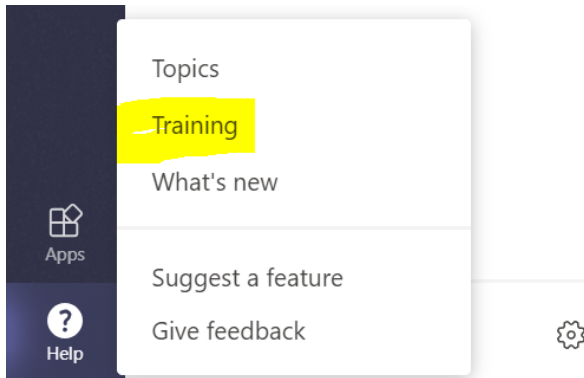 Topics
Training
What's new
Apps
Suggest a feature
Give feedback
Help